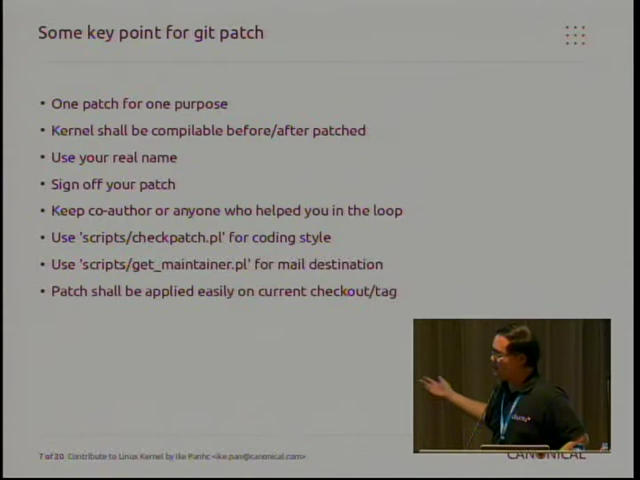 Some key point for git patch
• One patch for one purpose
• Kernel shall be compilable before/after patched
• Use your real name
• Sign off your patch
• Keep co-author or anyone who helped you in the loop
• Use 'scripts/checkpatch.pl' for coding style
• Use 'scripts/get_maintainer.pl' for mail destination
• Patch shall be applied easily on current checkout/tag
7 of 20 Contribute to Linux Kernel by Ike Panhc <ike.pan@canonical.com>
CANONICAL